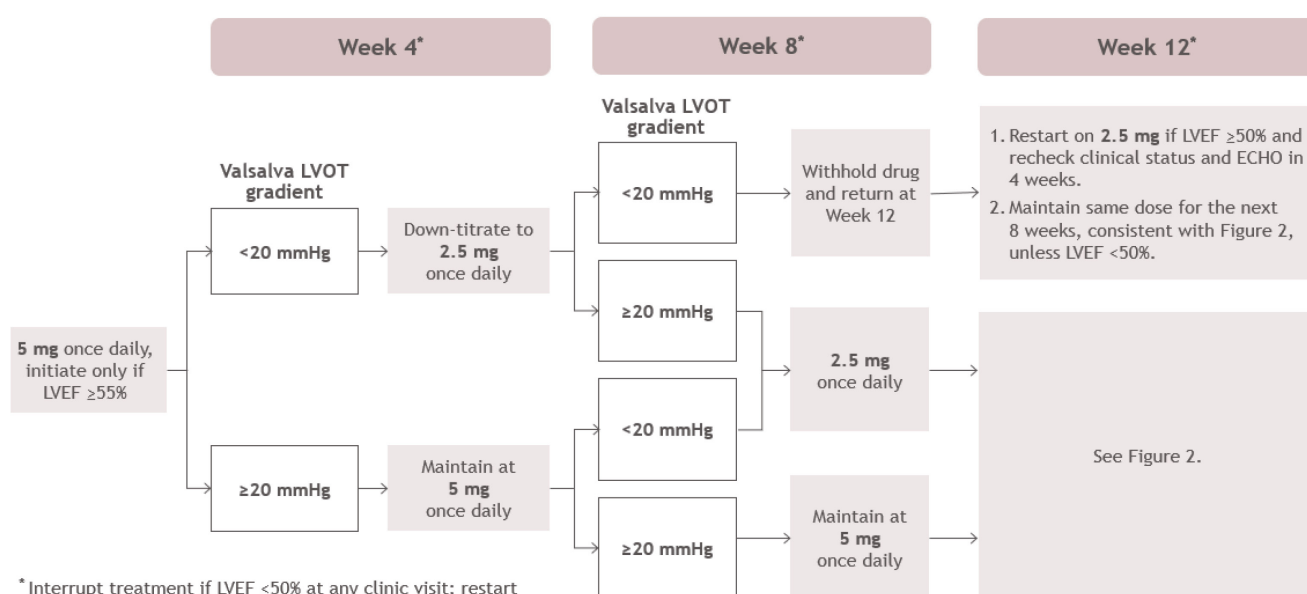 Week 4*
Week 8*
Week 12*
Valsalva LVOT
gradient
<20 mmHg
Down-titrate to
2.5 mg
once daily
Valsalva LVOT
gradient
<20 mmHg
Withhold drug
and return at
Week 12
1. Restart on 2.5 mg if LVEF ≥50% and
recheck clinical status and ECHO in
4 weeks.
2. Maintain same dose for the next
8 weeks, consistent with Figure 2,
unless LVEF <50%.
≥20 mmHg
5 mg once daily,
initiate only if
LVEF ≥55%
2.5 mg
once daily
<20 mmHg
≥20 mmHg
Maintain at
5 mg
once daily
See Figure 2.
≥20 mmHg
Maintain at
5 mg
once daily
*Interrupt treatment if LVEF <50% at any clinic visit; restart